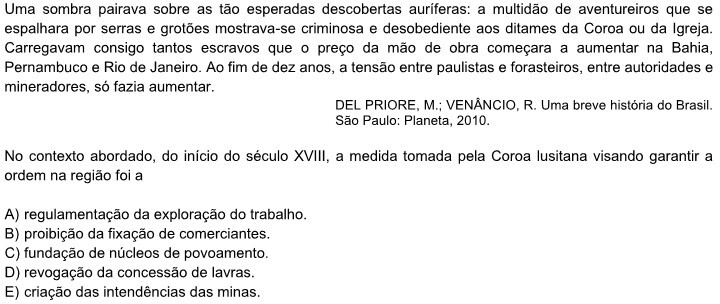 Uma sombra pairava sobre as tão esperadas descobertas auríferas: a multidão de aventureiros que se
espalhara por serras e grotões mostrava-se criminosa e desobediente aos ditames da Coroa ou da Igreja.
Carregavam consigo tantos escravos que o preço da mão de obra começara a aumentar na Bahia,
Pernambuco e Rio de Janeiro. Ao fim de dez anos, a tensão entre paulistas e forasteiros, entre autoridades e
mineradores, só fazia aumentar.
DEL PRIORE, M.; VENÂNCIO, R. Uma breve história do Brasil.
São Paulo: Planeta, 2010.
No contexto abordado, do início do século XVIII, a medida tomada pela Coroa lusitana visando garantir a
ordem na região foi a
A) regulamentação da exploração do trabalho.
B) proibição da fixação de comerciantes.
C) fundação de núcleos de povoamento.
D) revogação da concessão de lavras.
E) criação das intendências das minas.